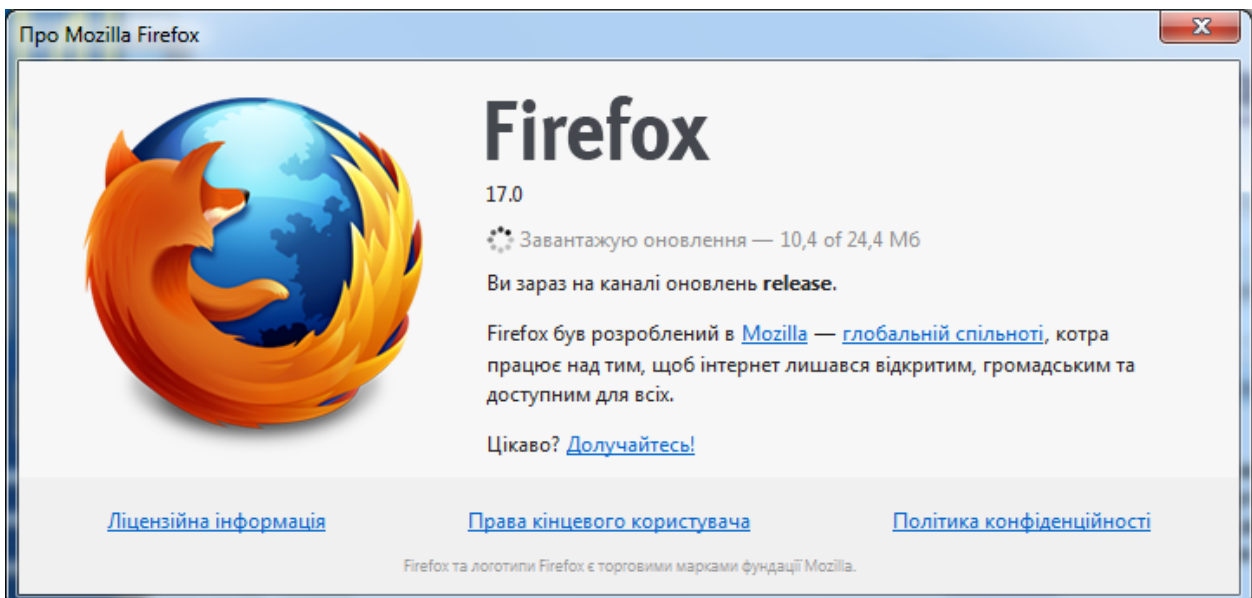 Про Mozilla Firefox
Firefox
17.0
Завантажую оновлення — 10,4 of 24,4 Мб
Ви зараз на каналі оновлень release.
Firefox був розроблений в Mozilla — глобальній спільноті, котра
працює над тим, щоб інтернет лишався відкритим, громадським та
доступним для всіх.
Цікаво? Долучайтесь!
Ліцензійна інформація
Права кінцевого користувача
Політика конфіденційності
Firefox та логотипи Firefox є торговими марками фундації Mozilla.